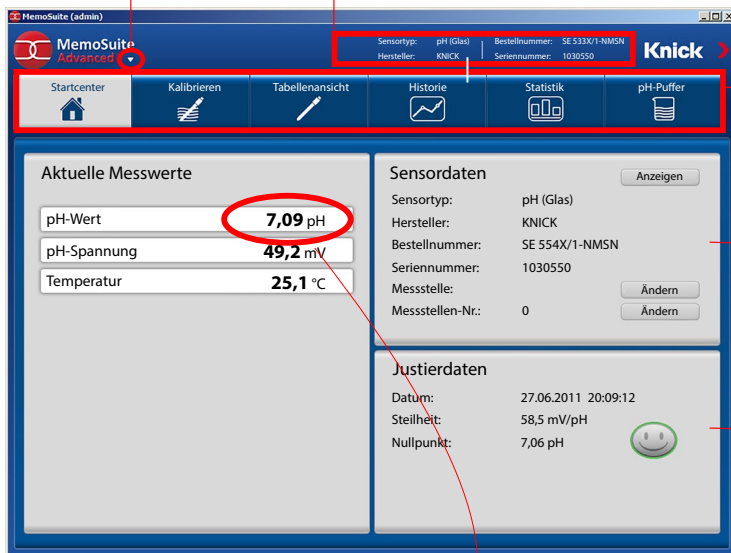 MemoSuite (admin)
MemoSuite
Advanced
Sensortyp: pH (Glas) Bestellnummer: SE 533X/1-NMSN
Hersteller: KNICK Seriennummer: 1030550
Knick
Startcenter Kalibrieren Tabellenansicht Historie Statistik pH-Puffer
Aktuelle Messwerte
pH-Wert 7,09 pH
pH-Spannung 49,2 mV
Temperatur 25,1 °C
Sensordaten Anzeigen
Sensortyp: pH (Glas)
Hersteller: KNICK
Bestellnummer: SE 554X/1-NMSN
Seriennummer: 1030550
Messstelle: Ändern
Messstellen-Nr.: 0 Ändern
Justierdaten
Datum: 27.06.2011 20:09:12
Steilheit: 58,5 mV/pH
Nullpunkt: 7,06 pH